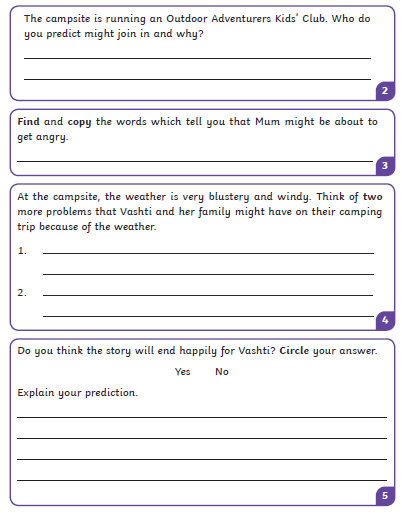 The campsite is running an Outdoor Adventurers Kids' Club. Who do
you predict might join in and why?
2
Find and copy the words which tell you that Mum might be about to
get angry.
3
At the campsite, the weather is very blustery and windy. Think of two
more problems that Vashti and her family might have on their camping
trip because of the weather.
1.
2.
4
Do you think the story will end happily for Vashti? Circle your answer.
Yes No
Explain your prediction.
5